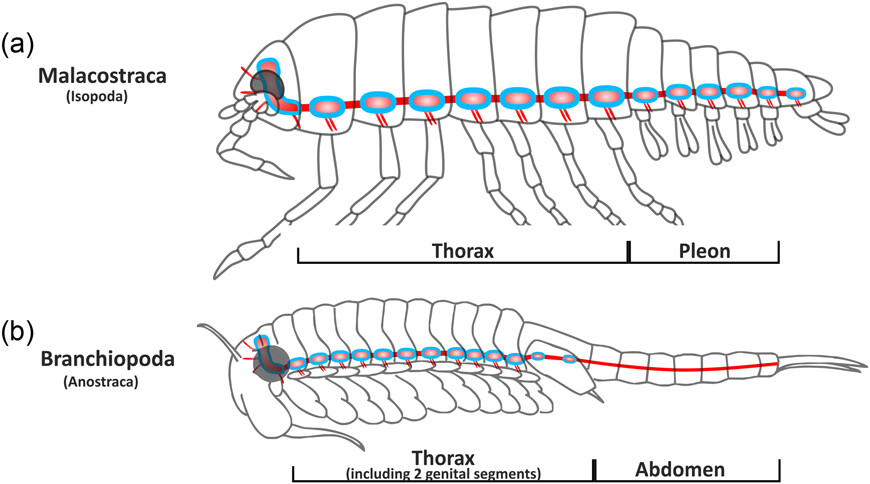 (a)
Malacostraca
(Isopoda)
Thorax
Pleon
(b)
Branchiopoda
(Anostraca)
Thorax
(including 2 genital segments)
Abdomen